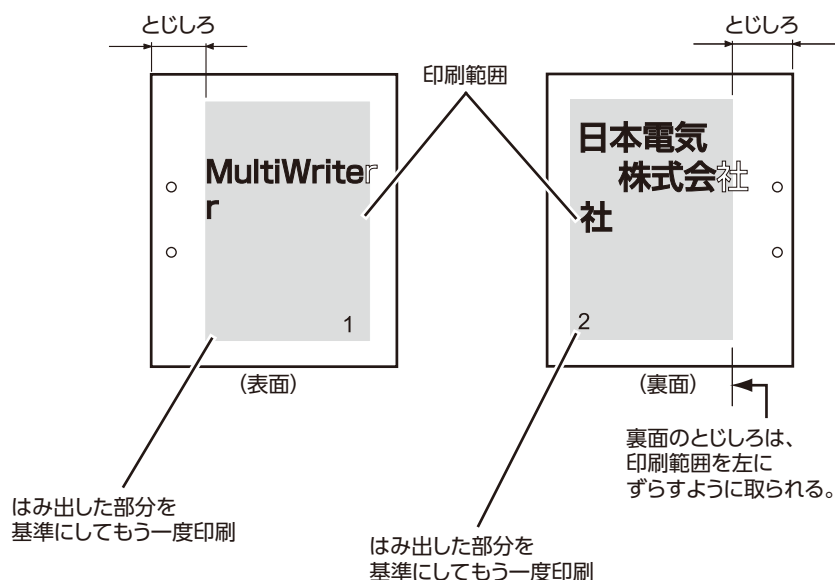 とじしろ
とじしろ
印刷範囲
MultiWriter
r
日本電気
株式会社
社
1
2
(表面)
(裏面)
裏面のとじしろは、
印刷範囲を左に
ずらすように取られる。
はみ出した部分を
基準にしてもう一度印刷
はみ出した部分を
基準にしてもう一度印刷